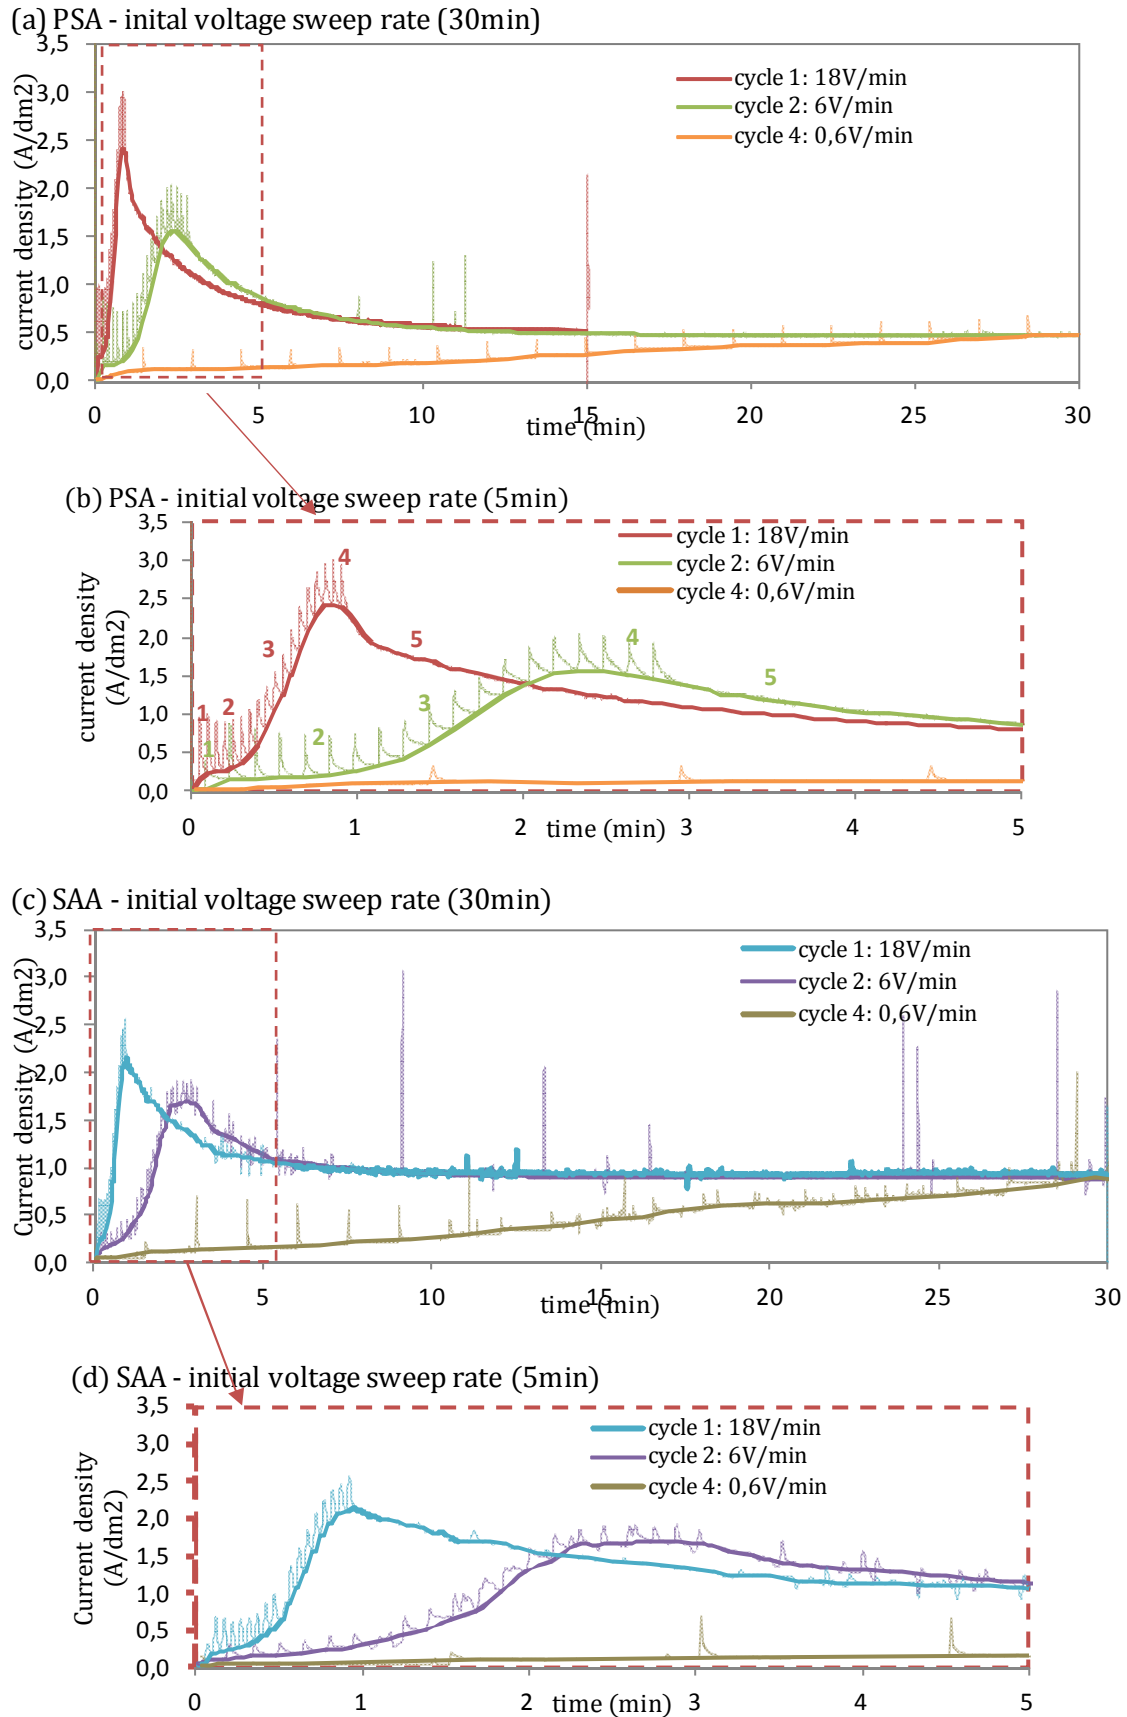 (a) PSA - inital voltage sweep rate (30min)
3,5
3,0
2,5
2,0
1,5
1,0
0,5
0,0
current density (A/dm2)
cycle 1: 18V/min
cycle 2: 6V/min
cycle 4: 0,6V/min
0 5 10 15 20 25 30
time (min)
(b) PSA - initial voltage sweep rate (5min)
3,5
3,0
2,5
2,0
1,5
1,0
0,5
0,0
current density
(A/dm2)
cycle 1: 18V/min
cycle 2: 6V/min
cycle 4: 0,6V/min
1 2 3 4 5
1 2 3 4 5
0 1 2 3 4 5
time (min)
(c) SAA - initial voltage sweep rate (30min)
3,5
3,0
2,5
2,0
1,5
1,0
0,5
0,0
Current density (A/dm2)
cycle 1: 18V/min
cycle 2: 6V/min
cycle 4: 0,6V/min
0 5 10 15 20 25 30
time (min)
(d) SAA - initial voltage sweep rate (5min)
3,5
3,0
2,5
2,0
1,5
1,0
0,5
0,0
Current density
(A/dm2)
cycle 1: 18V/min
cycle 2: 6V/min
cycle 4: 0,6V/min
0 1 2 3 4 5
time (min)